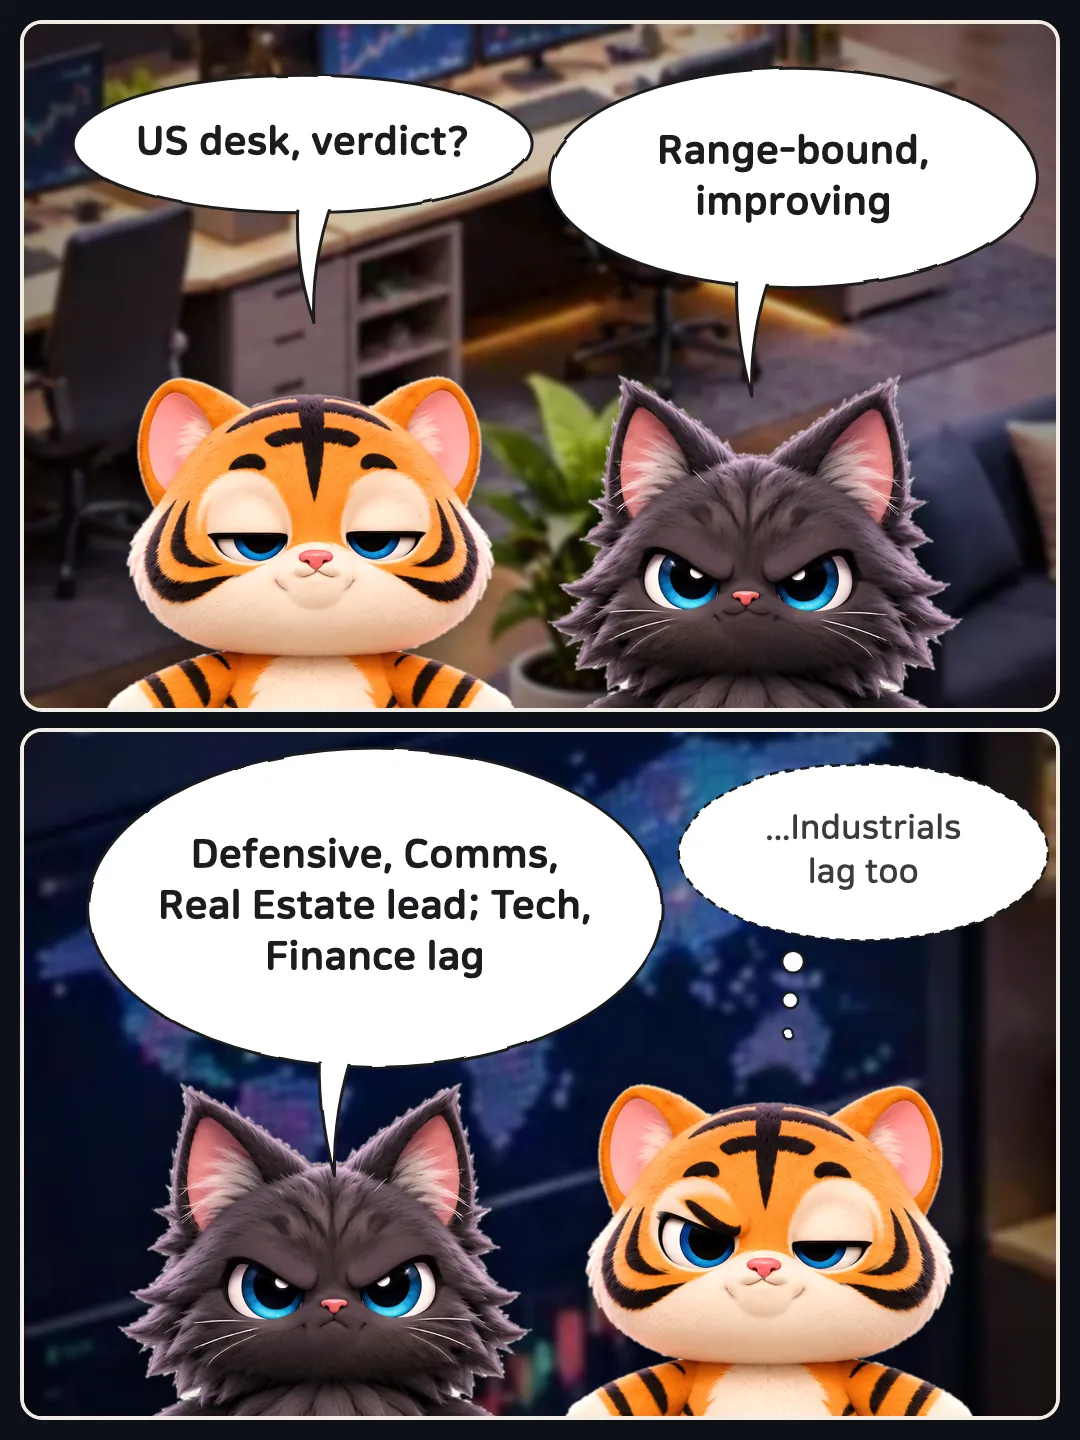 US desk, verdict?
Range-bound,
improving
Defensive, Comms,
Real Estate lead; Tech,
Finance lag
...Industrials
lag too